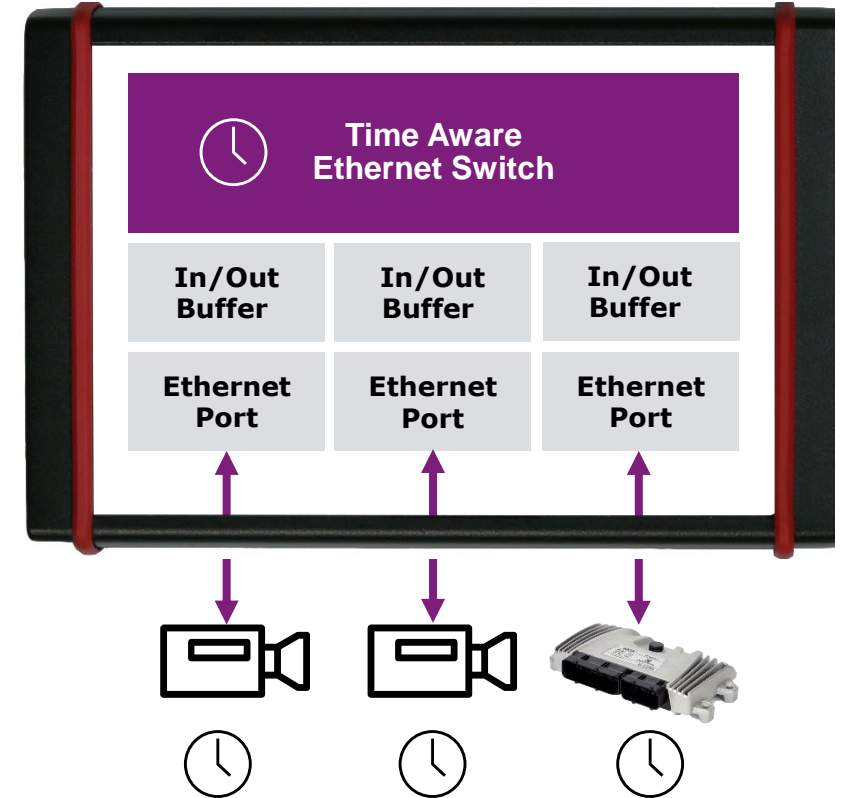 Time Aware
Ethernet Switch
In/Out
Buffer
In/Out
Buffer
In/Out
Buffer
Ethernet
Port
Ethernet
Port
Ethernet
Port